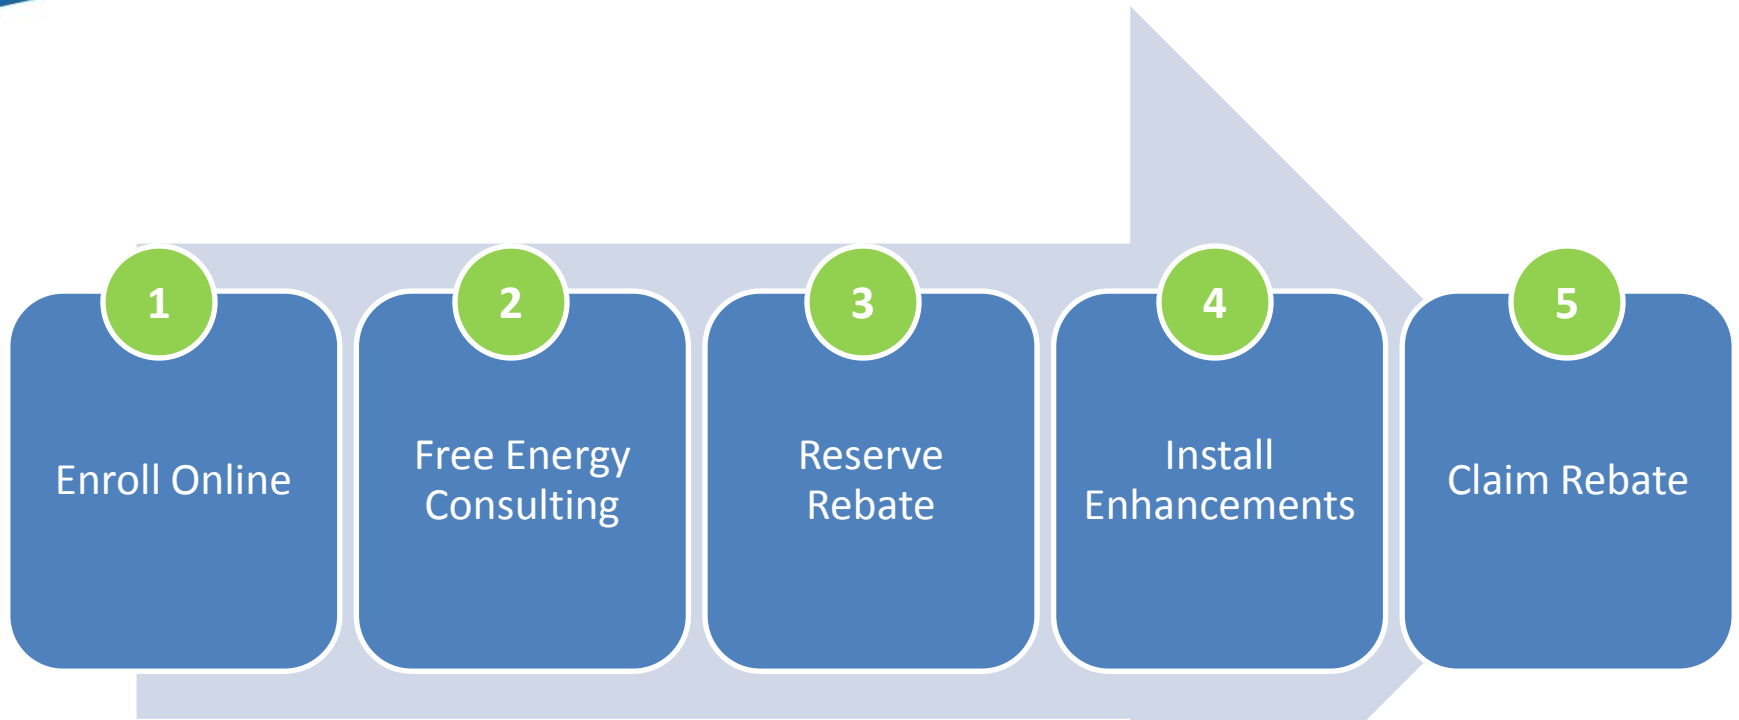 1
Enroll Online
2
Free Energy
Consulting
3
Reserve
Rebate
4
Install
Enhancements
5
Claim Rebate